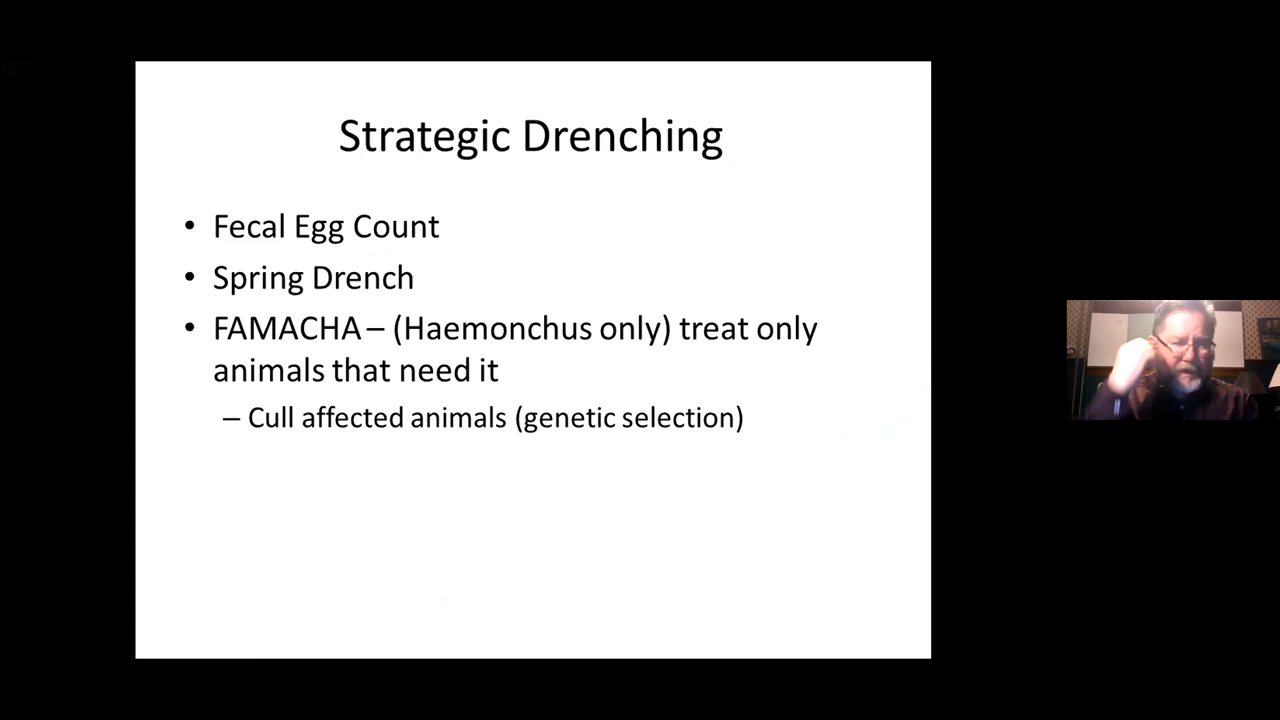 Strategic Drenching
• Fecal Egg Count
• Spring Drench
• FAMACHA – (Haemonchus only) treat only
animals that need it
– Cull affected animals (genetic selection)